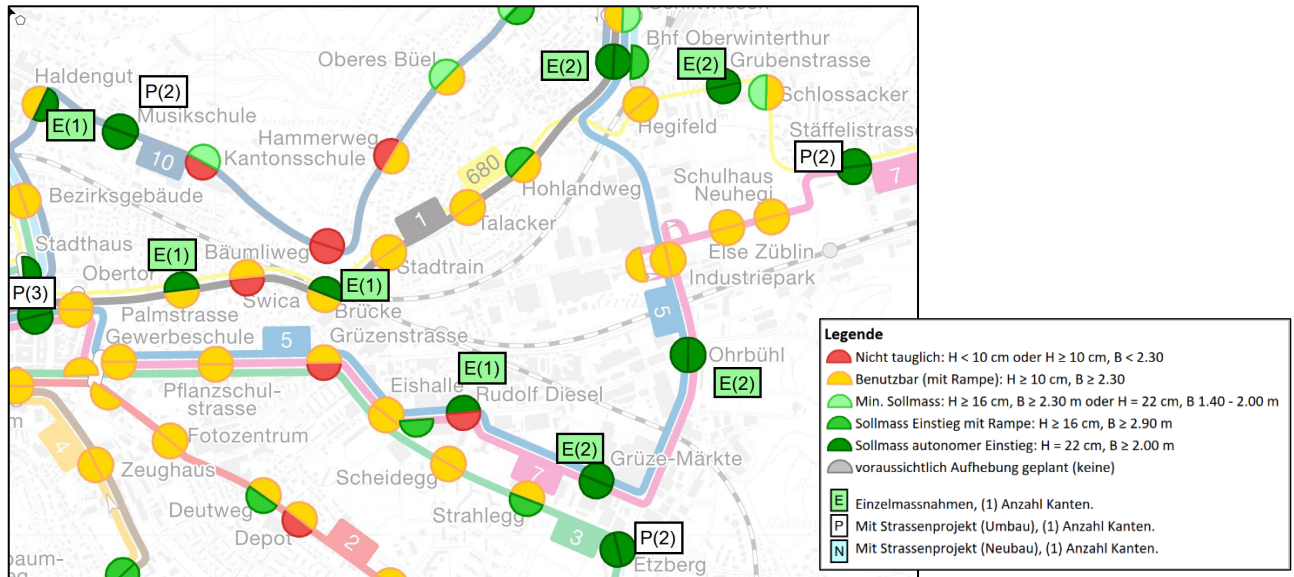 Bhf Oberwinterthur
Grubenstrasse
E(2)
E(2)
Oberes Büel
Haldengut
P(2)
E(1)
Musikschule
Schlossacker
Hegifeld
Stäffelistrasse
P(2)
7
Hammerweg
Kantonsschule
10
680
Hohlandweg
Schulhaus
Neuhegi
Bezirksgebäude
1
Talacker
Stadthaus
Obertor
E(1)
Bäumliweg
Stadtrain
Else Züblin
Industriepark
P(3)
E(1)
Swica
Brücke
Palmstrasse
Gewerbeschule
5
Grüzenstrasse
5
Ohrbühl
E(2)
Pflanzschul-
strasse
Eishalle
E(1)
Rudolf Diesel
Fotozentrum
4
Zeughaus
E(2)
Grüze-Märkte
Scheidegg
7
Deutweg
Strahlegg
Depot
2
3
P(2)
Etzberg
baum-
Legende
Nicht tauglich: H < 10 cm oder H ≥ 10 cm, B < 2.30
Benutzbar (mit Rampe): H ≥ 10 cm, B ≥ 2.30
Min. Sollmass: H ≥ 16 cm, B ≥ 2.30 m oder H = 22 cm, B 1.40 - 2.00 m
Sollmass Einstieg mit Rampe: H ≥ 16 cm, B ≥ 2.90 m
Sollmass autonomer Einstieg: H = 22 cm, B ≥ 2.00 m
voraussichtlich Aufhebung geplant (keine)
E Einzelmassnahmen, (1) Anzahl Kanten.
P Mit Strassenprojekt (Umbau), (1) Anzahl Kanten.
N Mit Strassenprojekt (Neubau), (1) Anzahl Kanten.